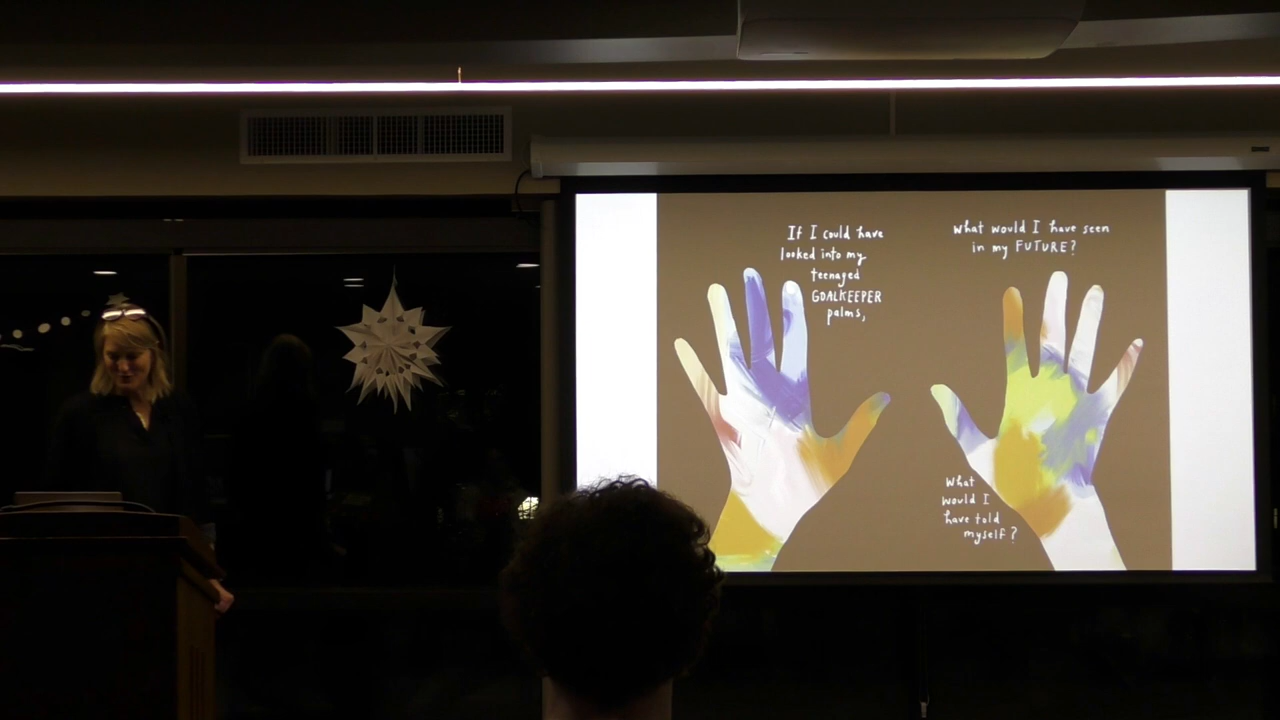 If I could have
looked into my
teenaged
GOALKEEPER
palms,
What would I have seen
in my FUTURE?
What
would I
have told
myself?